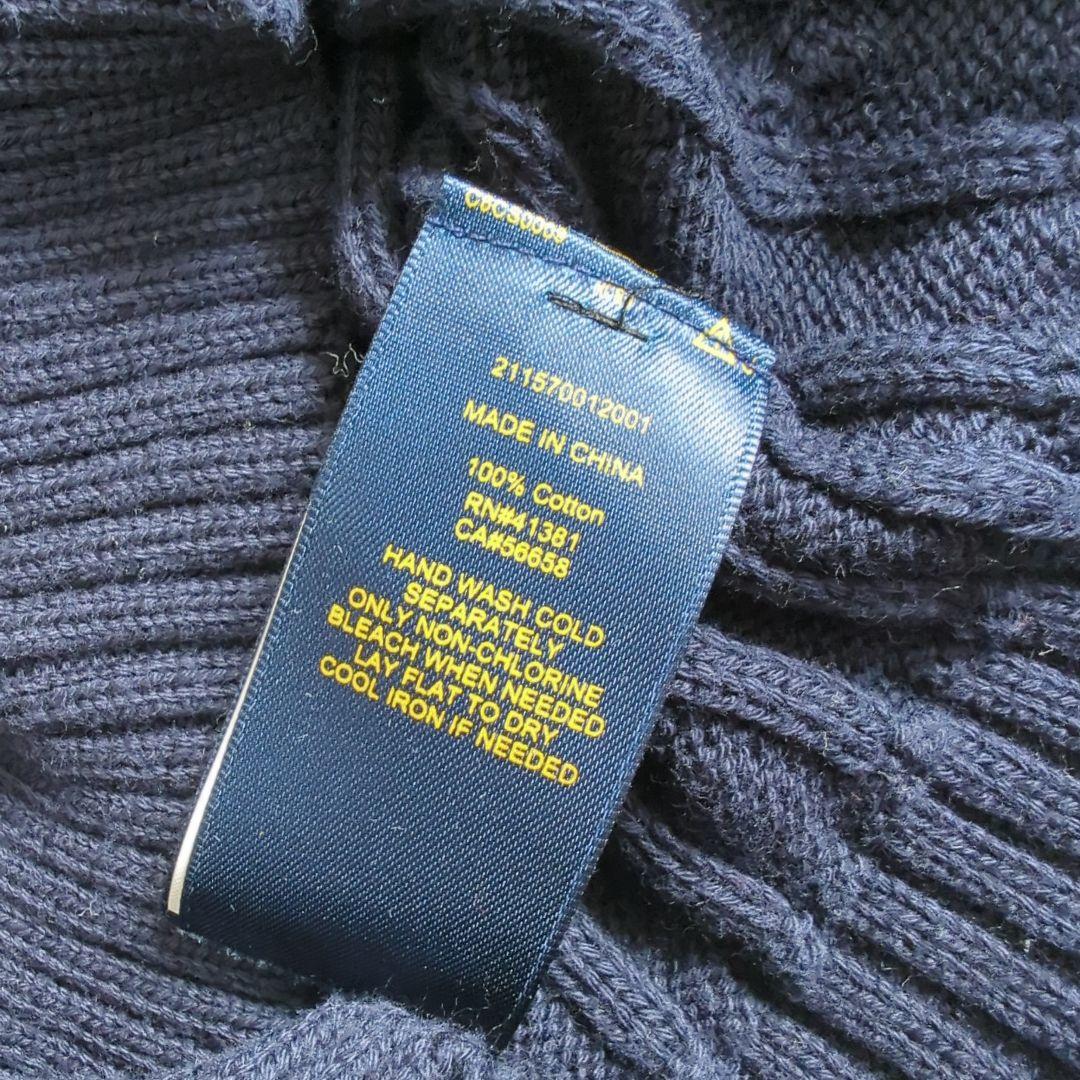 C8CS0009
211570012001
MADE IN CHINA
100% Cotton
RN#41381
CA#56658
HAND WASH COLD
SEPARATELY
ONLY NON-CHLORINE
BLEACH WHEN NEEDED
LAY FLAT TO DRY
COOL IRON IF NEEDED